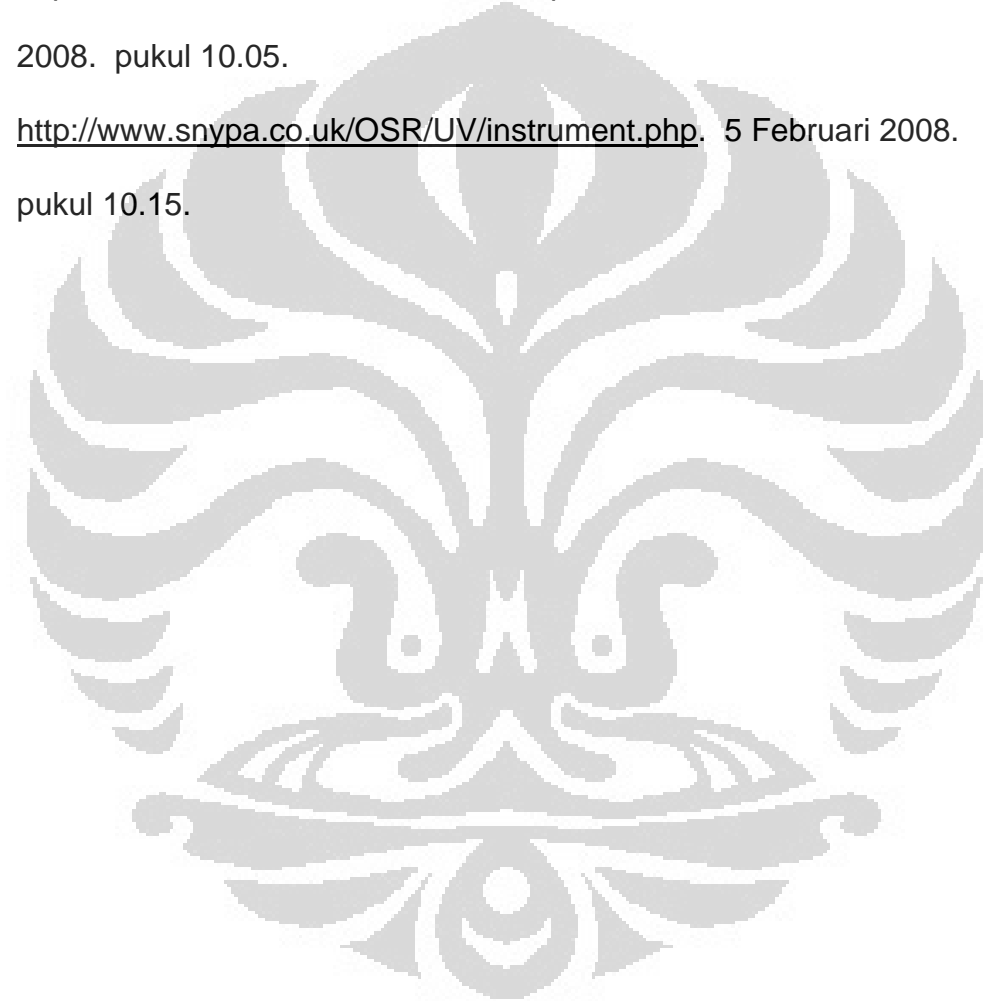 2008. pukul 10.05.
http://www.snypa.co.uk/OSR/UV/instrument.php. 5 Februari 2008.
pukul 10.15.